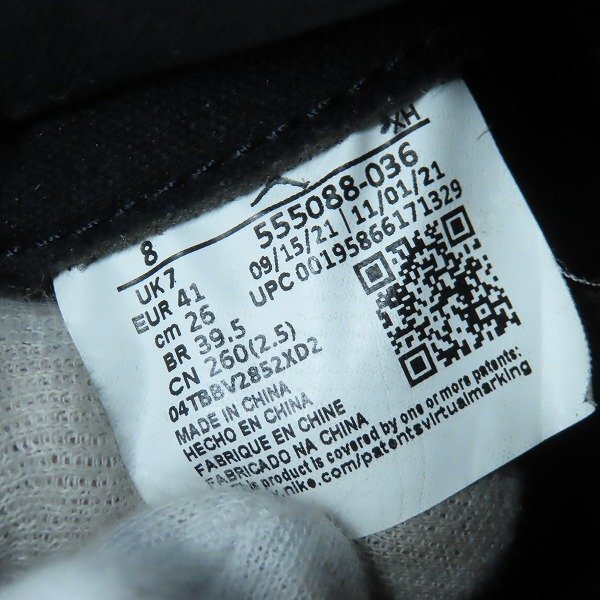 XH
8 555088-036
UK 7 09/15/21 | 11/01/21
EUR 41 UPC 00195866171329
cm 26
BR 39.5
CN 260(2.5)
04TBBV2852XD2
MADE IN CHINA
HECHO EN CHINA
FABRIQUE EN CHINE
FABRICADO NA CHINA
This product is covered by one or more patents:
.nike.com/patentsvirtualmarking